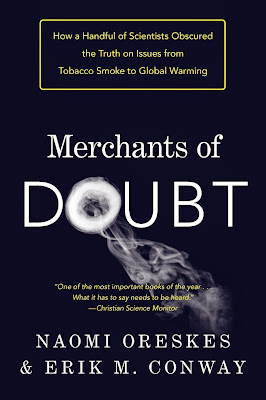 How a Handful of Scientists Obscured
the Truth on Issues from
Tobacco Smoke to Global Warming
Merchants of
DOUBT
"One of the most important books of the year . . .
What it has to say needs to be heard."
—Christian Science Monitor
NAOMI ORESKES
& ERIK M. CONWAY